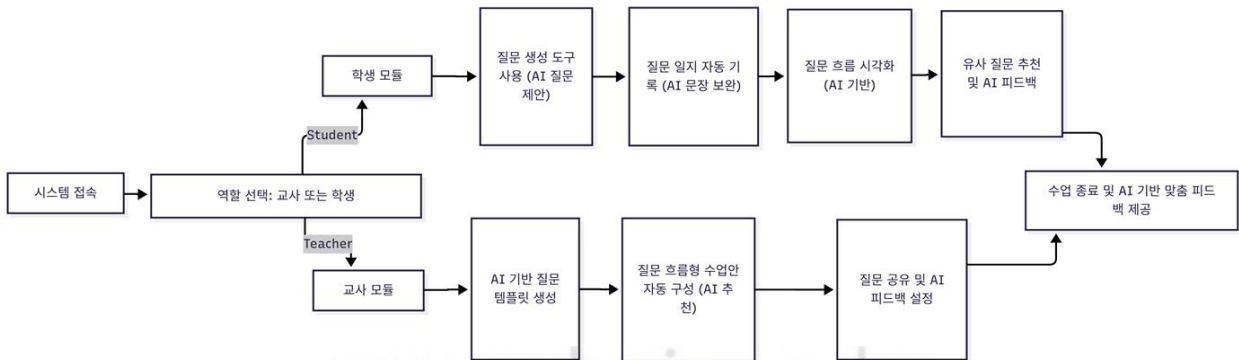 시스템 접속
역할 선택: 교사 또는 학생
Student
학생 모듈
질문 생성 도구
사용 (AI 질문
제안)
질문 일지 자동 기
록 (AI 문장 보완)
질문 흐름 시각화
(AI 기반)
유사 질문 추천
및 AI 피드백
Teacher
교사 모듈
AI 기반 질문
템플릿 생성
질문 흐름형 수업안
자동 구성 (AI 추
천)
질문 공유 및 AI
피드백 설정
수업 종료 및 AI 기반 맞춤 피드
백 제공